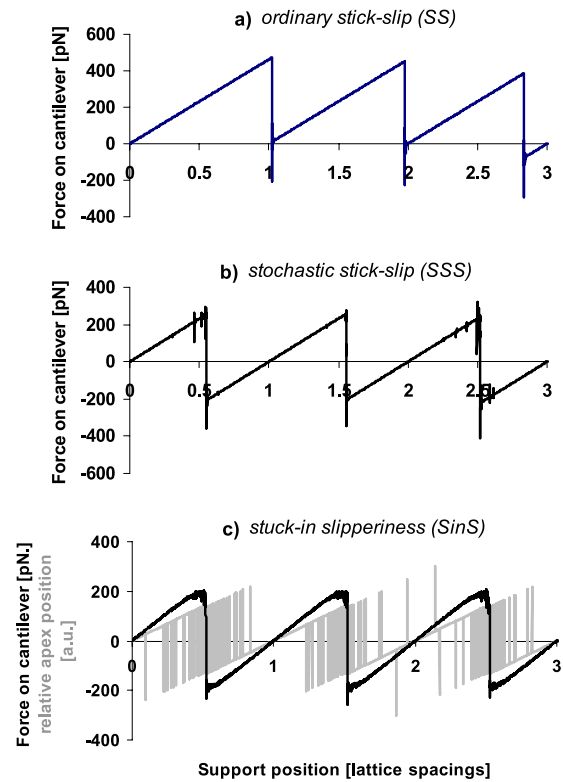 a) ordinary stick-slip (SS)
Force on cantilever [pN]
600
400
200
0
-200
-400
0 0.5 1 1.5 2 2.5 3
b) stochastic stick-slip (SSS)
Force on cantilever [pN]
400
200
0
-200
-400
-600
0 0.5 1 1.5 2 2.5 3
c) stuck-in slipperiness (SinS)
Force on cantilever [pN.]
relative apex position
[a.u.]
400
200
0
-200
-400
0 1 2 3
Support position [lattice spacings]